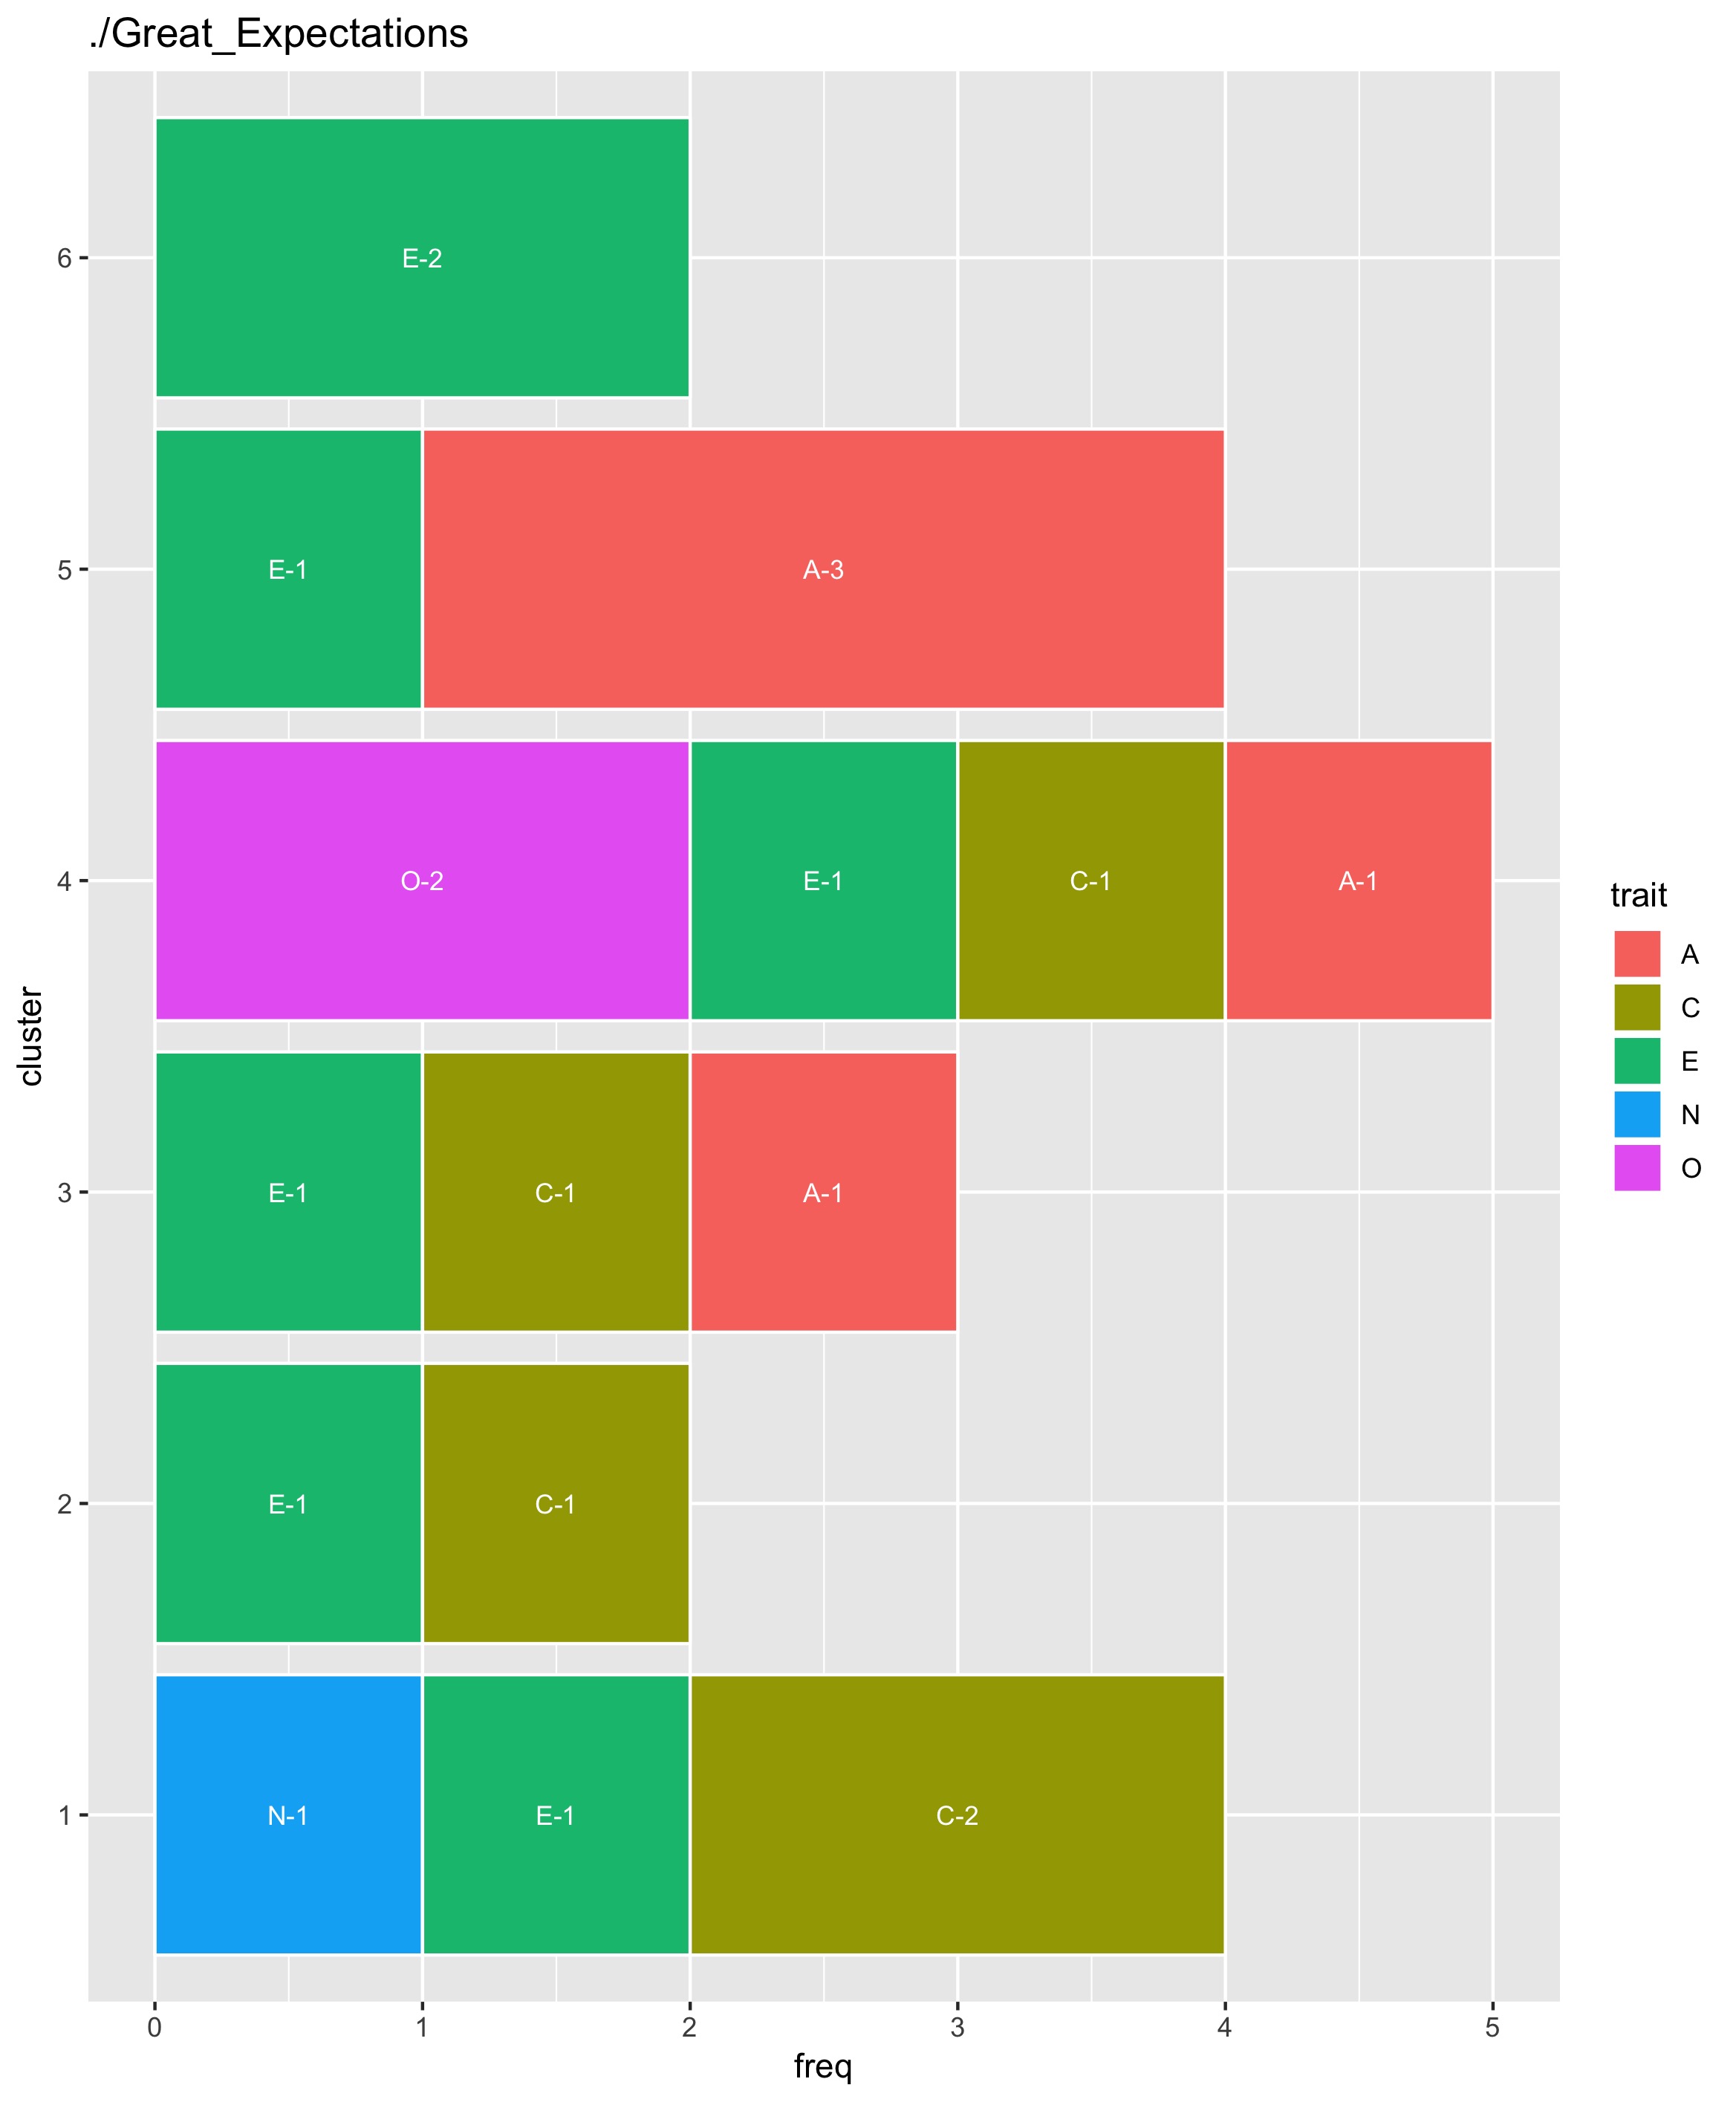 ./Great_Expectations
cluster
6
E-2
5
E-1 A-3
4
O-2 E-1 C-1 A-1
3
E-1 C-1 A-1
2
E-1 C-1
1
N-1 E-1 C-2
0 1 2 3 4 5
freq
trait
A
C
E
N
O